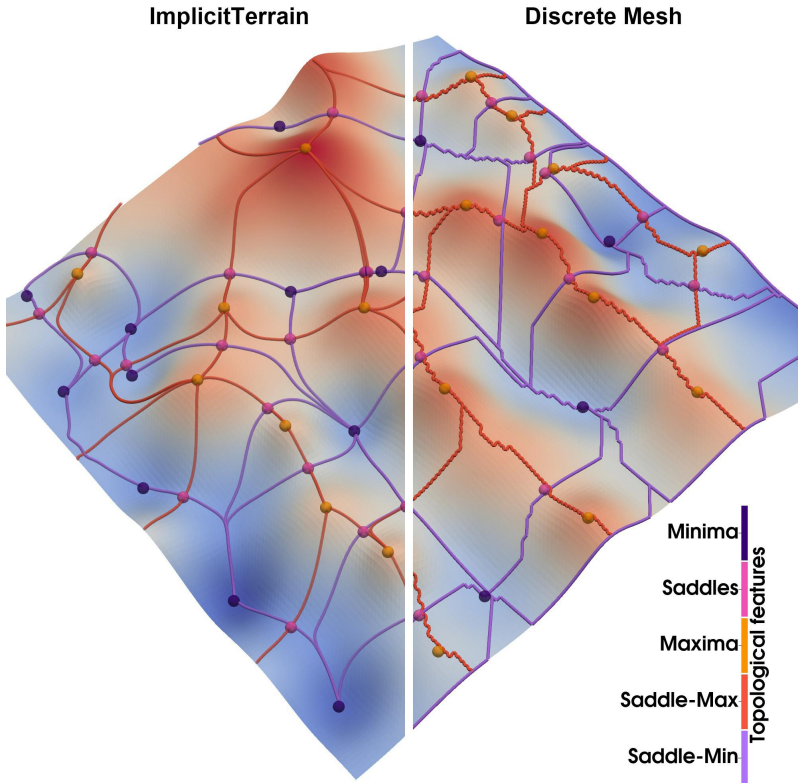 ImplicitTerrain
Discrete Mesh
Minima
Saddles
Maxima
Saddle-Max
Saddle-Min
Topological features